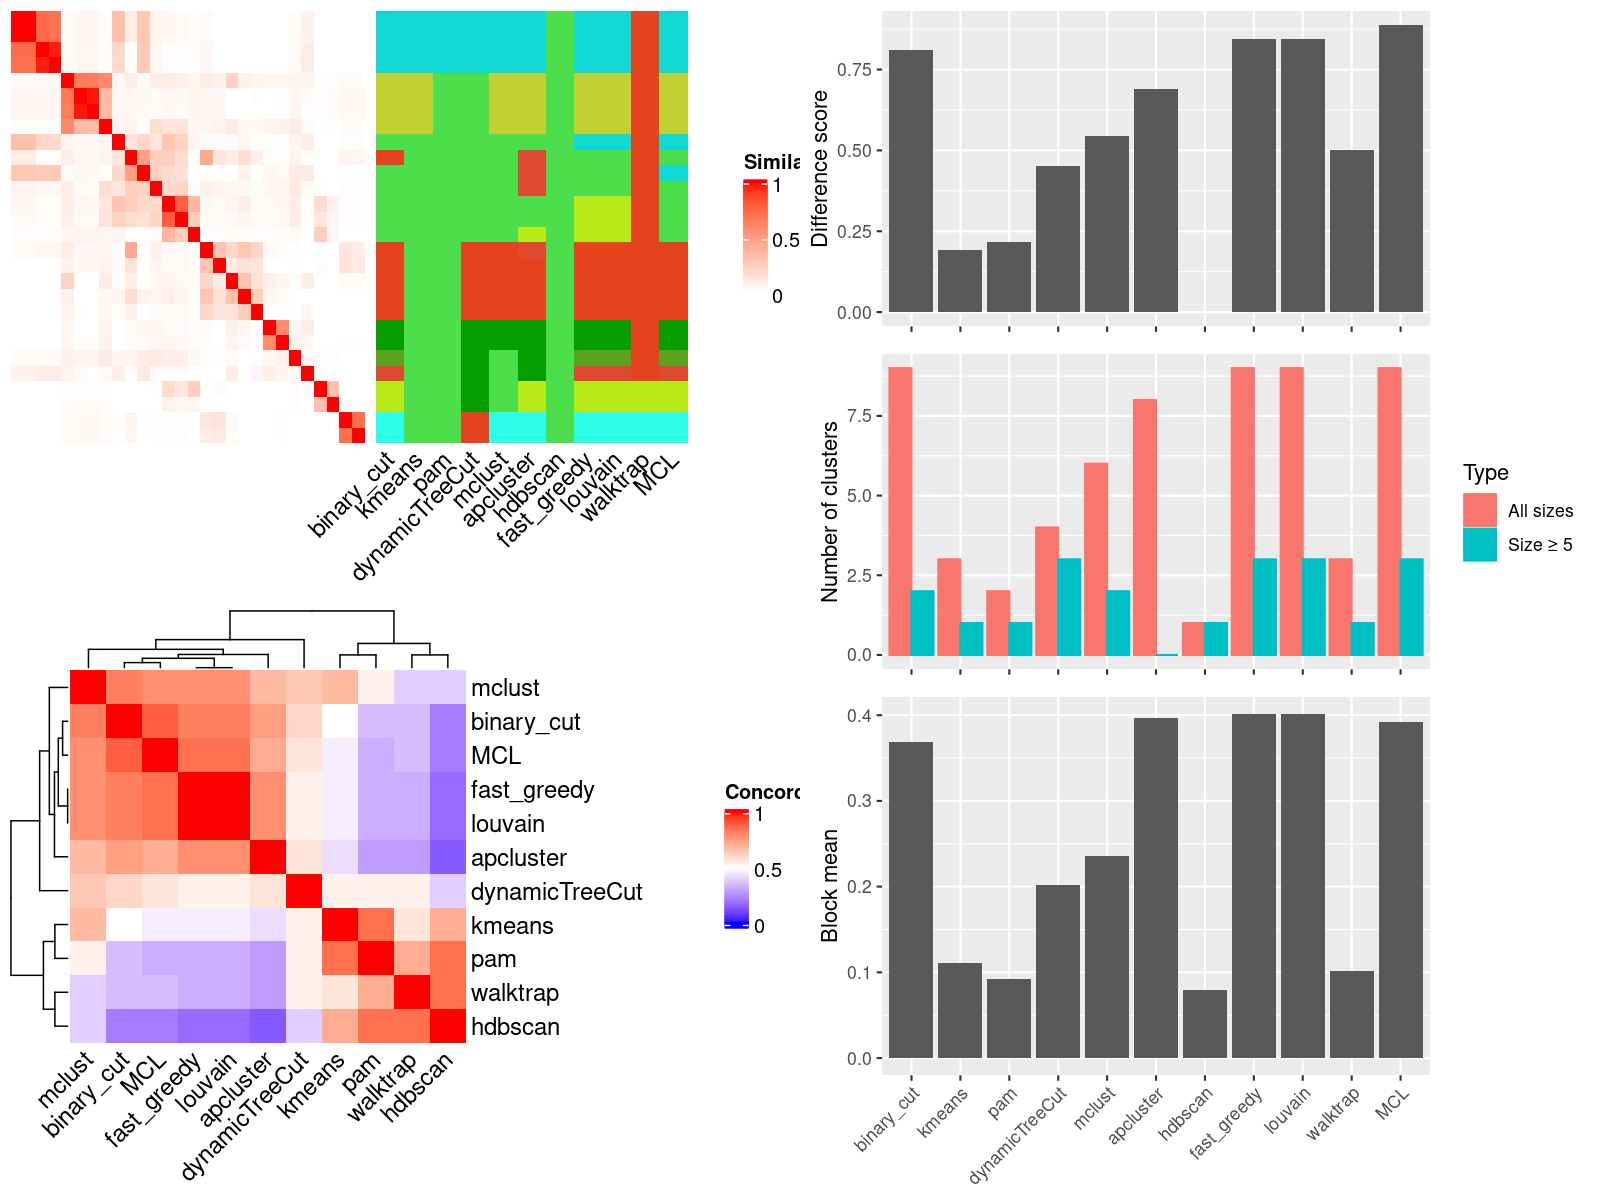 Simila
1
0.5
0
binary_cut
kmeans
pam
dynamicTreeCut
mclust
apcluster
hdbscan
fast_greedy
louvain
walktrap
MCL
Difference score
0.75
0.50
0.25
0.00
Number of clusters
7.5
5.0
2.5
0.0
Type
All sizes
Size ≥ 5
Block mean
0.4
0.3
0.2
0.1
0.0
binary_cut
kmeans
pam
dynamicTreeCut
mclust
apcluster
hdbscan
fast_greedy
louvain
walktrap
MCL
mclust
binary_cut
MCL
fast_greedy
louvain
apcluster
dynamicTreeCut
kmeans
pam
walktrap
hdbscan
mclust
binary_cut
MCL
fast_greedy
louvain
apcluster
dynamicTreeCut
kmeans
pam
walktrap
hdbscan
Concord
1
0.5
0